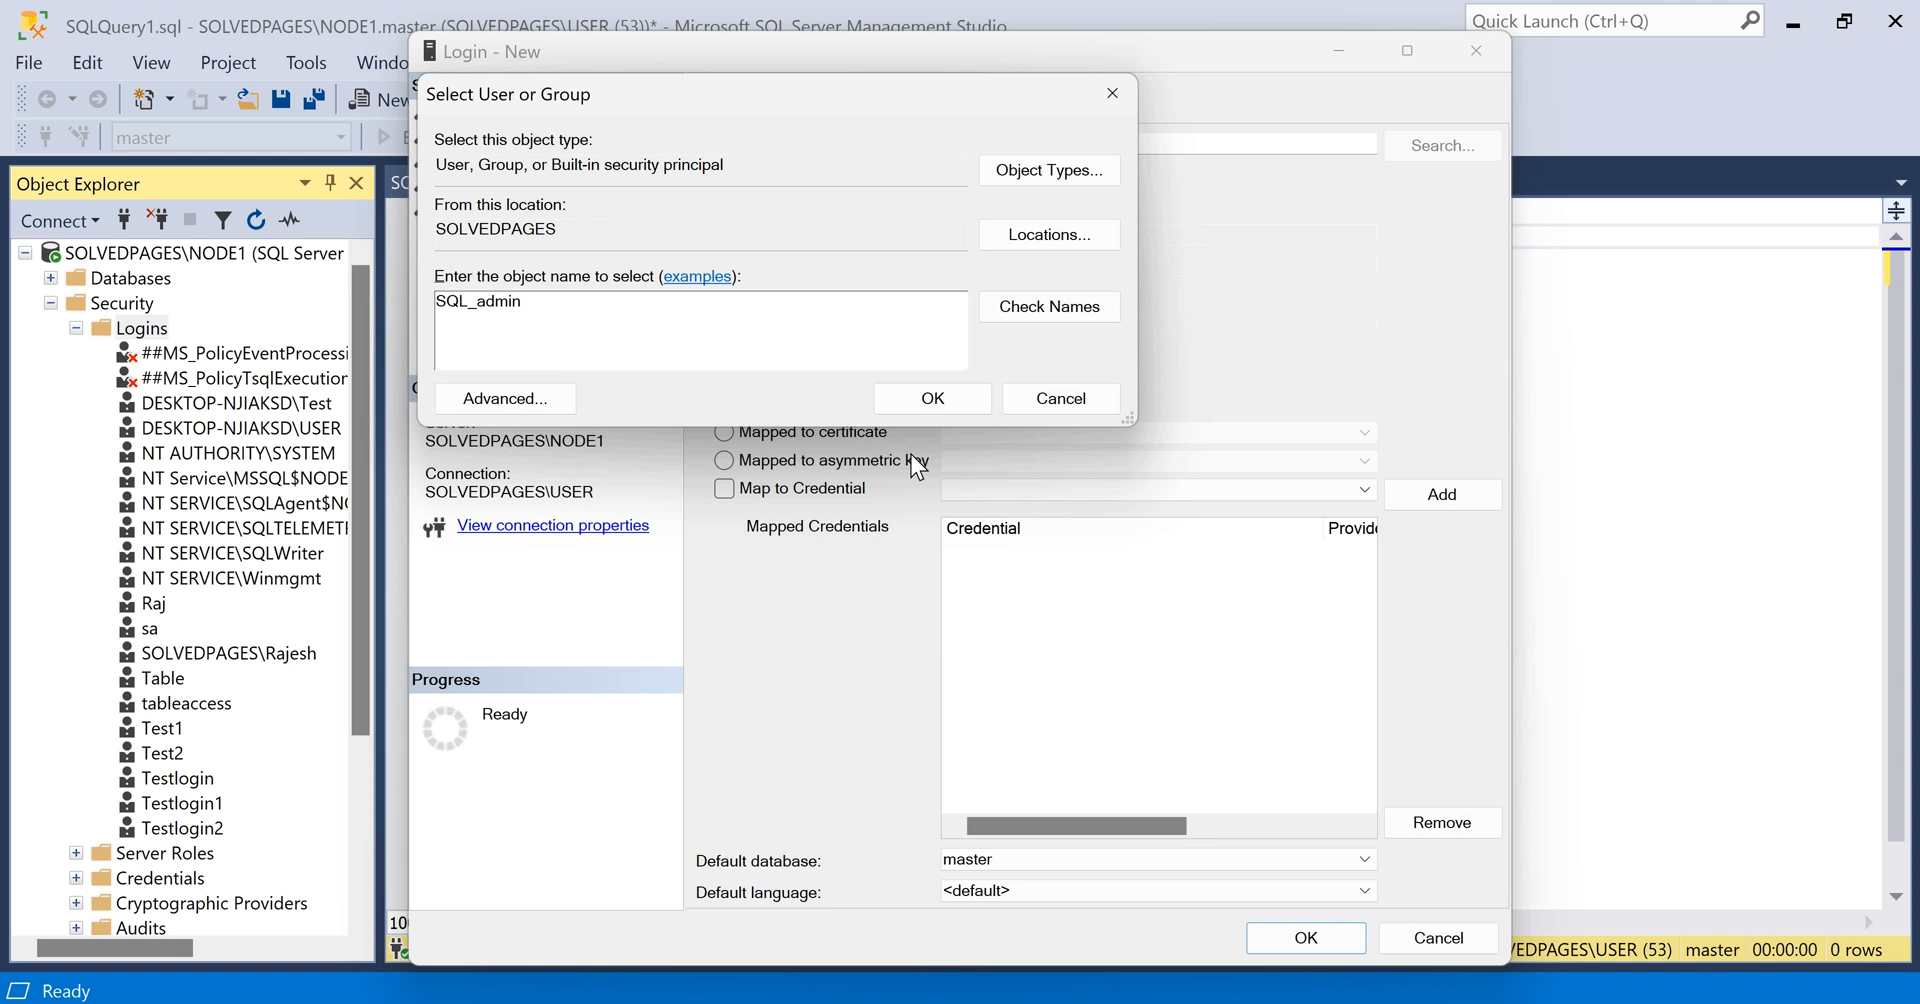 SQLQuery1.sql - SOLVEDPAGES\NODE1.master (SOLVEDPAGES\USER (53))* - Microsoft SQL Server Management Studio
Quick Launch (Ctrl+Q)
File Edit View Project Tools
New
master
Login - New
Select User or Group
Select this object type:
User, Group, or Built-in security principal
Object Types...
From this location:
SOLVEDPAGES
Locations...
Enter the object name to select (examples):
SQL_admin
Check Names
Advanced...
OK
Cancel
Search...
Object Explorer
Connect
SOLVEDPAGES\NODE1 (SQL Server
Databases
Security
Logins
##MS_PolicyEventProcessi
##MS_PolicyTsqlExecution
DESKTOP-NJIAKSD\Test
DESKTOP-NJIAKSD\USER
NT AUTHORITY\SYSTEM
NT Service\MSSQL$NODE
NT SERVICE\SQLAgent$N
NT SERVICE\SQLTELEMET
NT SERVICE\SQLWriter
NT SERVICE\Winmgmt
Raj
sa
SOLVEDPAGES\Rajesh
Table
tableaccess
Test1
Test2
Testlogin
Testlogin1
Testlogin2
Server Roles
Credentials
Cryptographic Providers
Audits
SOLVEDPAGES\NODE1
Connection:
SOLVEDPAGES\USER
View connection properties
Progress
Ready
Mapped to certificate
Mapped to asymmetric key
Map to Credential
Add
Mapped Credentials
Credential
Provide
Remove
Default database:
master
Default language:
<default>
OK
Cancel
VEDPAGES\USER (53) master 00:00:00 0 rows
Ready